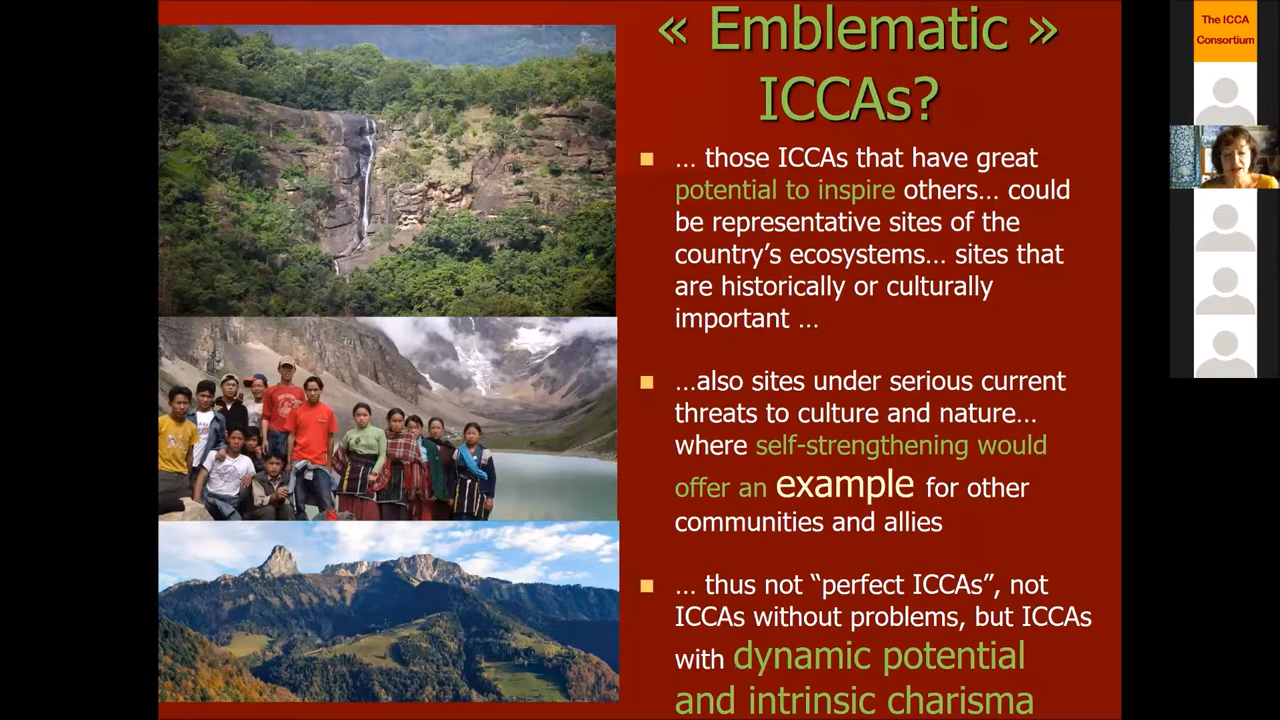 « Emblematic »
ICCAs?
… those ICCAs that have great
potential to inspire others… could
be representative sites of the
country’s ecosystems… sites that
are historically or culturally
important …
…also sites under serious current
threats to culture and nature…
where self-strengthening would
offer an example for other
communities and allies
… thus not “perfect ICCAs”, not
ICCAs without problems, but ICCAs
with dynamic potential
and intrinsic charisma
The ICCA
Consortium